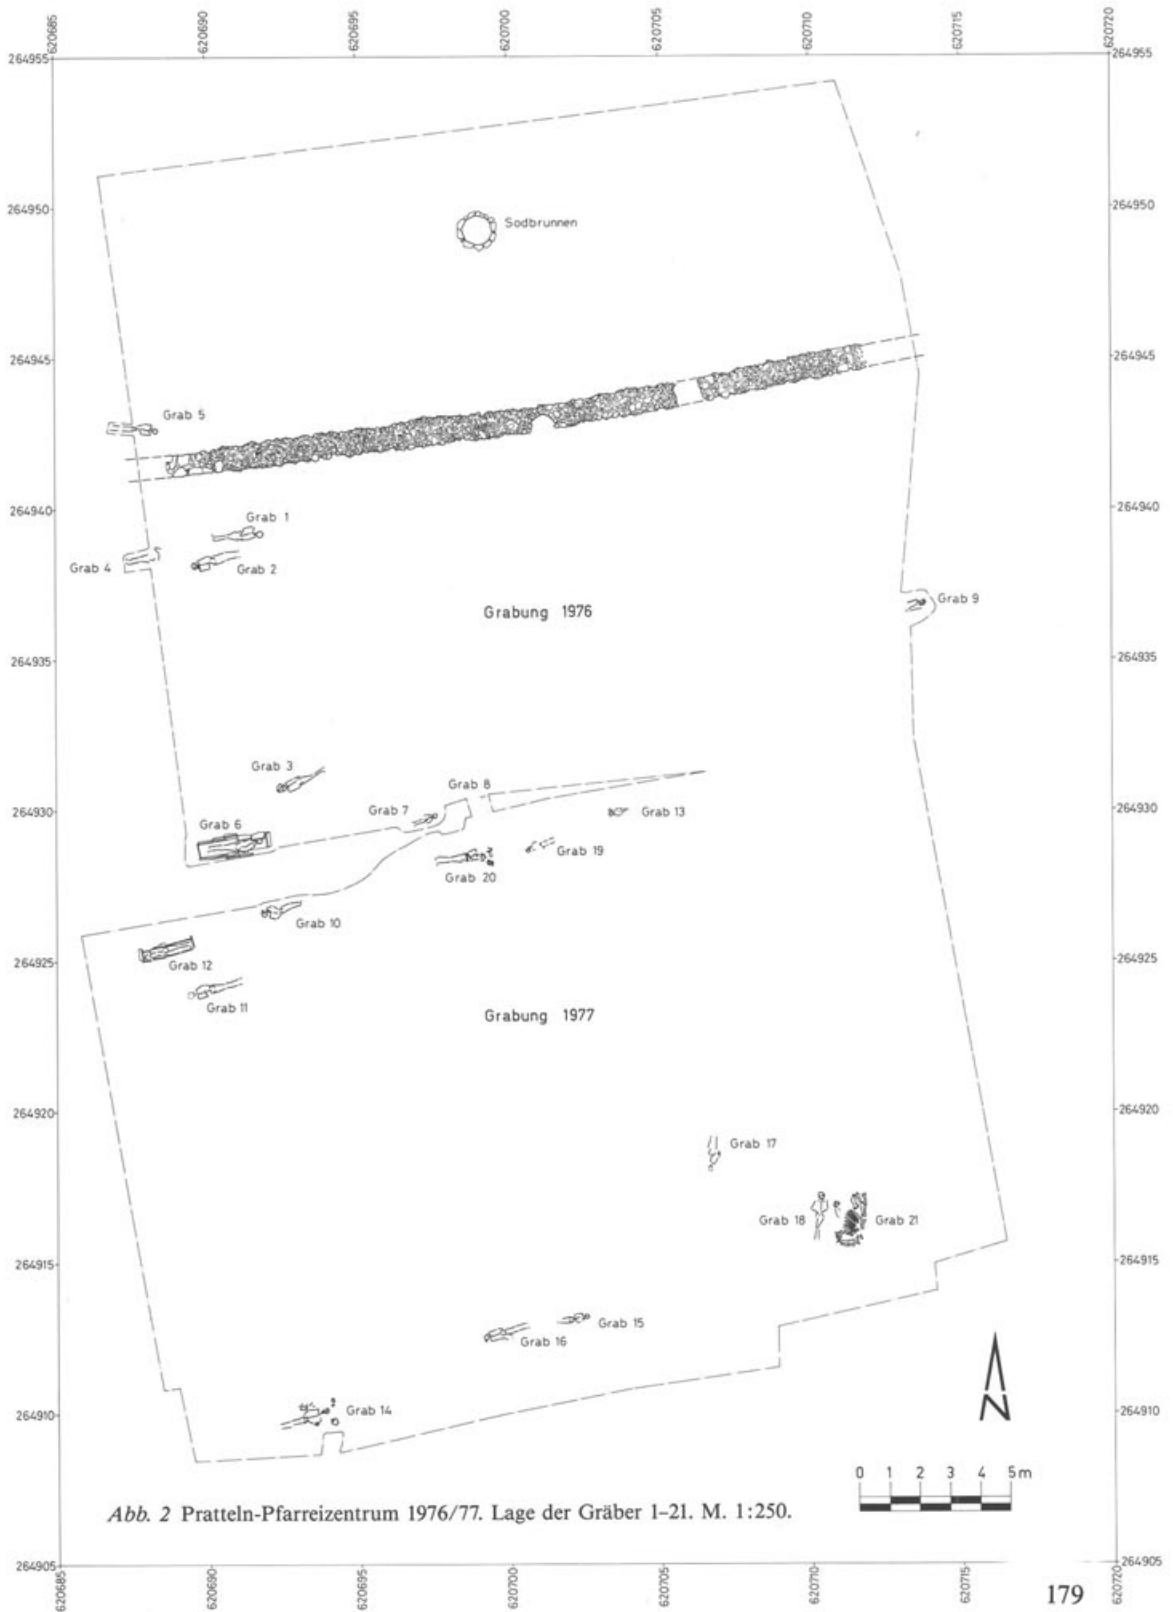 620685 620690 620695 620700 620705 620710 620715 620720
264955 264955
264950 264950
Sodbrunnen
264945 264945
Grab 5
264940 264940
Grab 1
Grab 4
Grab 2
Grab 9
Grabung 1976
264935 264935
Grab 3
Grab 8
264930 264930
Grab 7
Grab 13
Grab 6
Grab 19
Grab 20
Grab 10
264925 264925
Grab 12
Grab 11
Grabung 1977
264920 264920
Grab 17
Grab 18
Grab 21
264915 264915
Grab 15
Grab 16
264910 264910
Grab 14
N
0 1 2 3 4 5m
Abb. 2 Pratteln-Pfarreizentrum 1976/77. Lage der Gräber 1–21. M. 1:250.
264905 264905
620685 620690 620695 620700 620705 620710 620715 620720
179